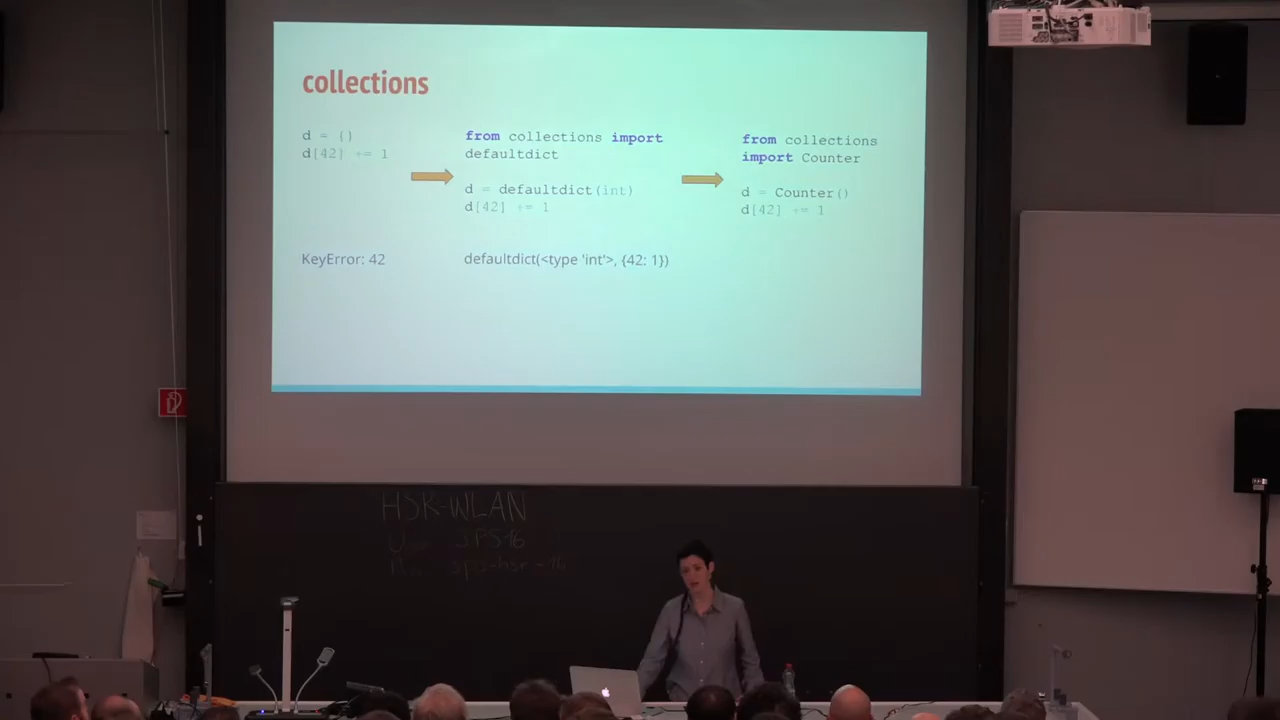 collections
d = {}
d[42] += 1
KeyError: 42
from collections import
defaultdict
d = defaultdict(int)
d[42] += 1
defaultdict(<type 'int'>, {42: 1})
from collections
import Counter
d = Counter()
d[42] += 1
HSK-WLAN